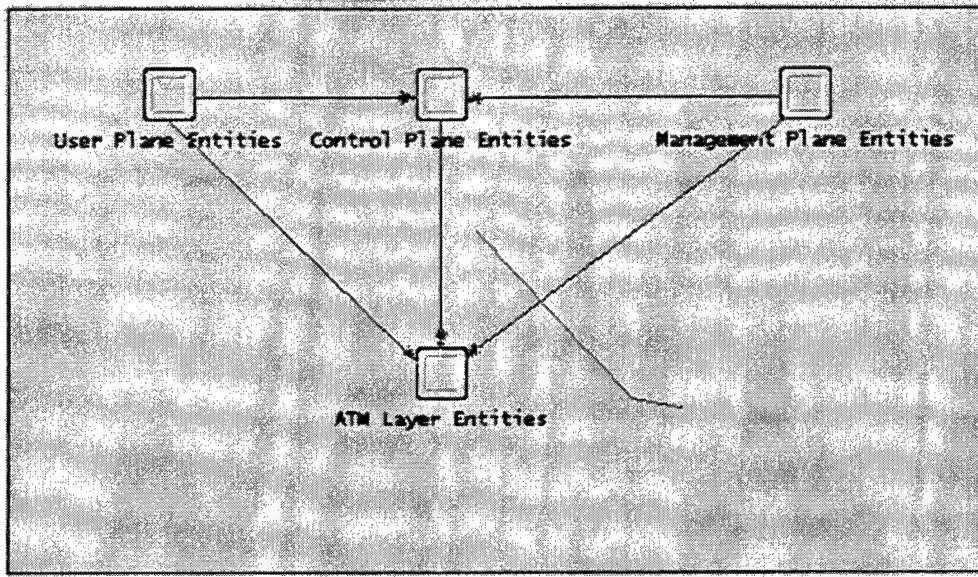 User Plane Entities
Control Plane Entities
Management Plane Entities
ATM Layer Entities